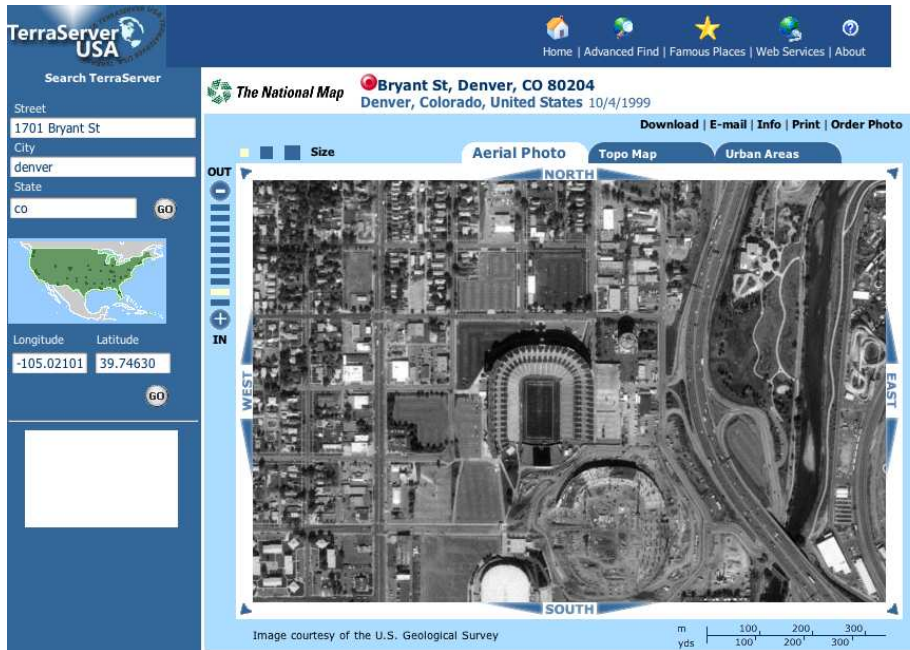 TerraServer
USA
Home | Advanced Find | Famous Places | Web Services | About
Search TerraServer
Street
1701 Bryant St
City
denver
State
co
GO
Longitude Latitude
-105.02101 39.74630
GO
The National Map
Bryant St, Denver, CO 80204
Denver, Colorado, United States 10/4/1999
Download | E-mail | Info | Print | Order Photo
Size
Aerial Photo Topo Map Urban Areas
OUT
IN
NORTH
WEST
EAST
SOUTH
Image courtesy of the U.S. Geological Survey
m 100 200 300
yds 100 200 300